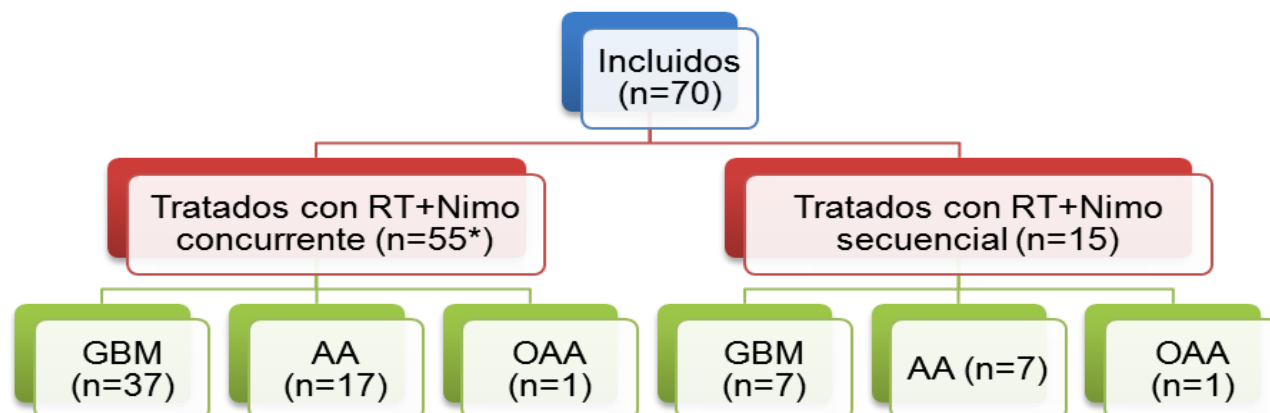 Incluidos
(n=70)
Tratados con RT+Nimo
concurrente (n=55*)
Tratados con RT+Nimo
secuencial (n=15)
GBM
(n=37)
AA
(n=17)
OAA
(n=1)
GBM
(n=7)
AA (n=7)
OAA
(n=1)